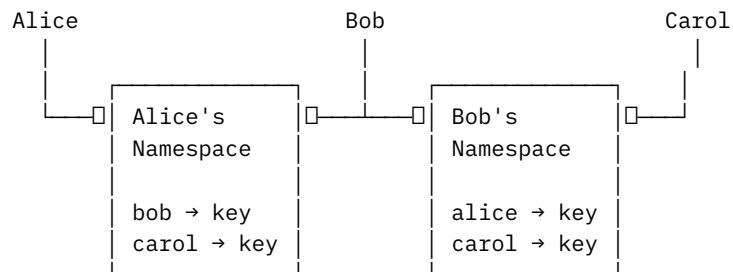 Alice Bob Carol
Alice's Bob's
Namespace Namespace
bob → key alice → key
carol → key carol → key